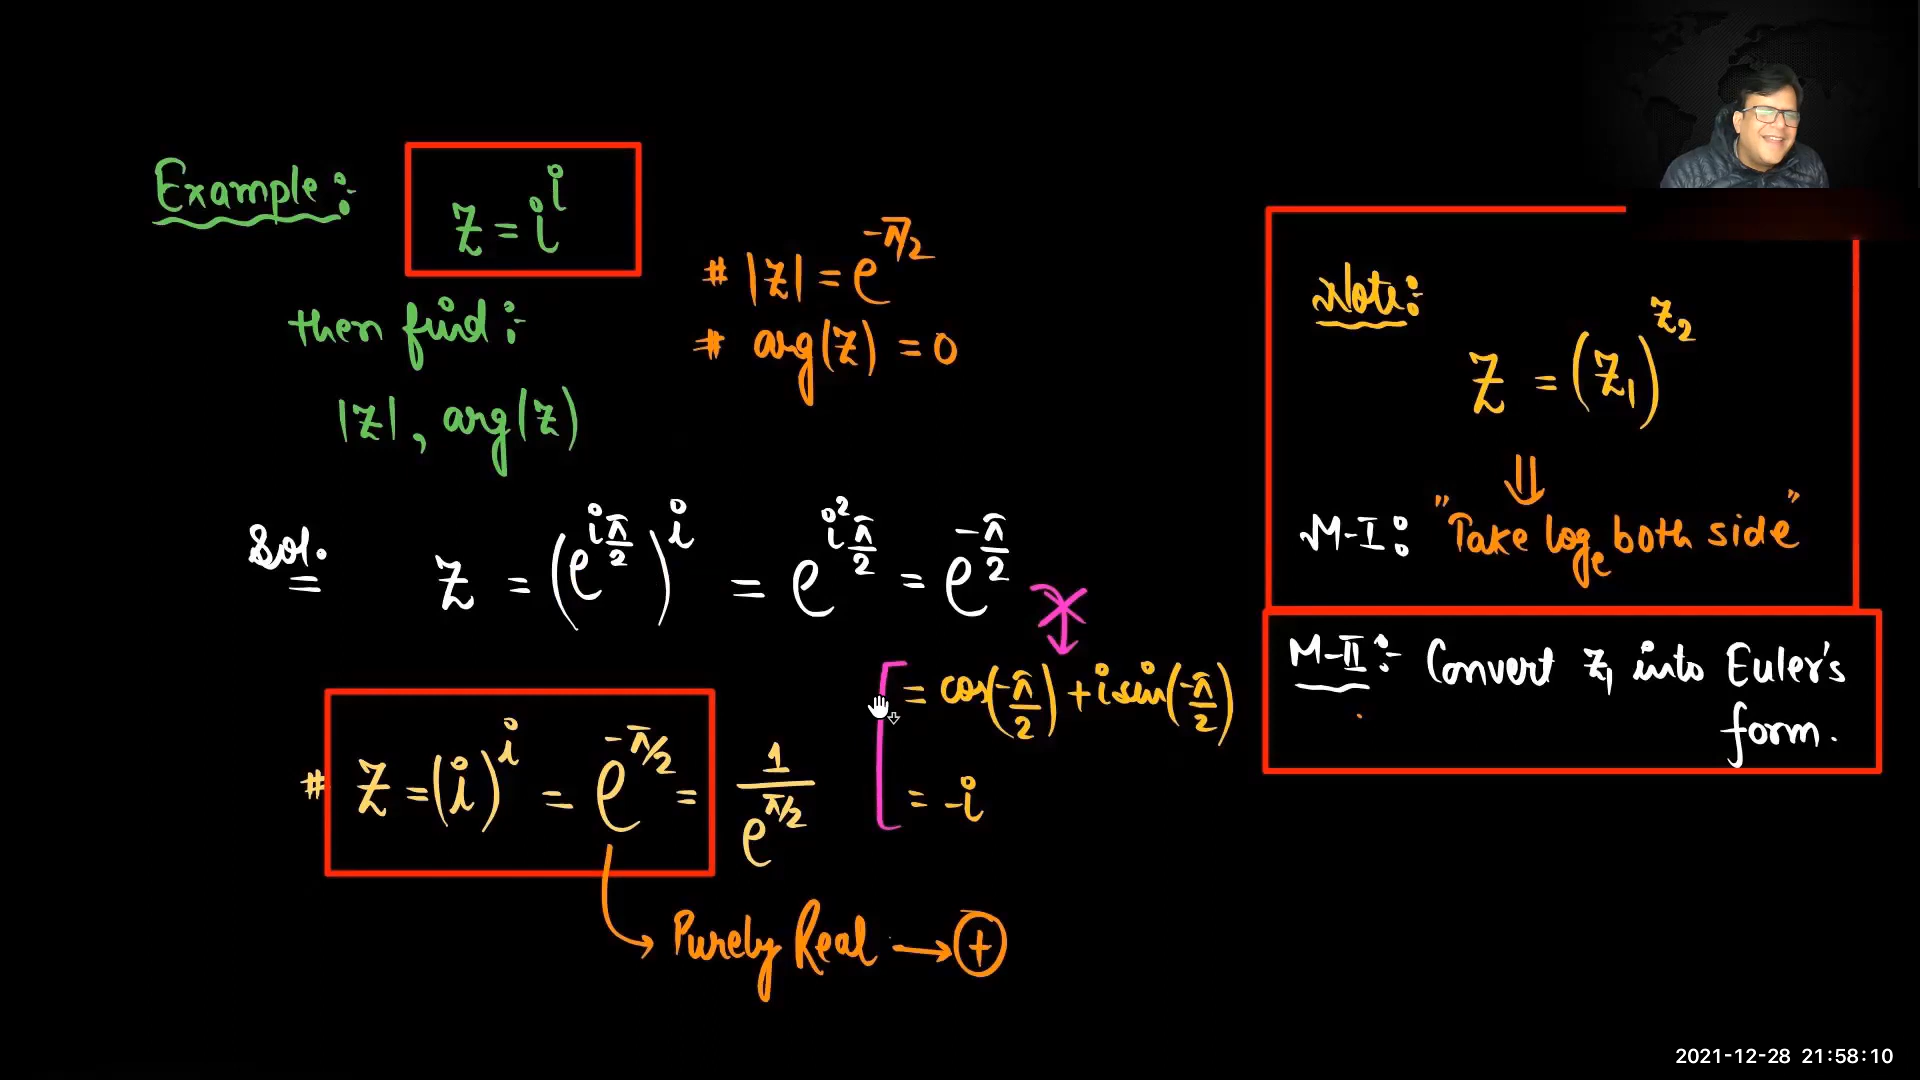 Example :-
z = i^i
then find :-
|z| , arg(z)
# |z| = e^{-π/2}
# arg(z) = 0
Sol.
z = (e^{iπ/2})^i = e^{i²π/2} = e^{-π/2}
= cos(-π/2) + i sin(-π/2)
= -i
# z = (i)^i = e^{-π/2} = 1/e^{π/2}
Purely Real → +
Note :-
z = (z₁)^{z₂}
⇓
M-I : "Take logₑ both side"
M-II :- Convert z₁ into Euler's
form.
2021-12-28 21:58:10